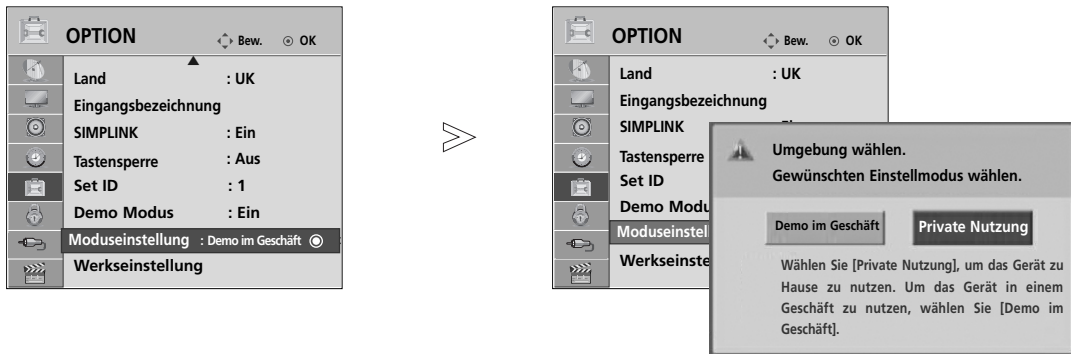 OPTION
Bew. OK
Land : UK
Eingangsbezeichnung
SIMPLINK : Ein
Tastensperre : Aus
Set ID : 1
Demo Modus : Ein
Moduseinstellung : Demo im Geschäft
Werkseinstellung
OPTION
Bew. OK
Land : UK
Eingangsbezeichnung
SIMPLINK
Tastensperre
Set ID
Demo Modu
Moduseinstel
Werkseinste
Umgebung wählen.
Gewünschten Einstellmodus wählen.
Demo im Geschäft Private Nutzung
Wählen Sie [Private Nutzung], um das Gerät zu
Hause zu nutzen. Um das Gerät in einem
Geschäft zu nutzen, wählen Sie [Demo im
Geschäft].